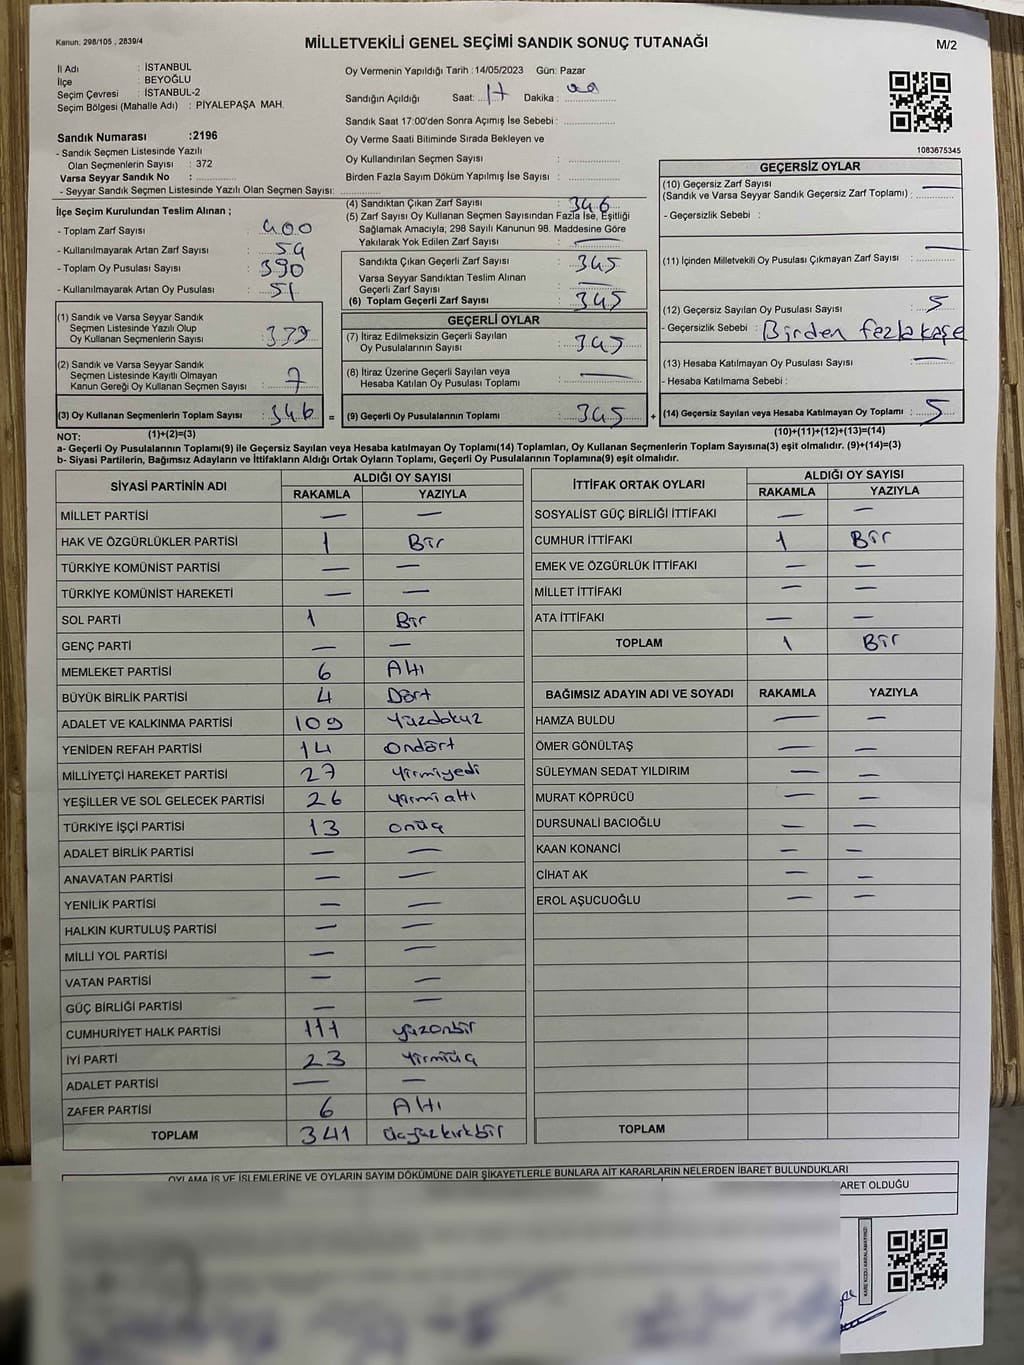 Kanun: 298/105 , 2839/4
MİLLETVEKİLİ GENEL SEÇİMİ SANDIK SONUÇ TUTANAĞI
M/2
İl Adı : İSTANBUL
İlçe : BEYOĞLU
Seçim Çevresi : İSTANBUL-2
Seçim Bölgesi (Mahalle Adı) : PİYALEPAŞA MAH.
Sandık Numarası :2196
- Sandık Seçmen Listesinde Yazılı
Olan Seçmenlerin Sayısı : 372
Varsa Seyyar Sandık No :
- Seyyar Sandık Seçmen Listesinde Yazılı Olan Seçmen Sayısı:
Oy Vermenin Yapıldığı Tarih :14/05/2023 Gün: Pazar
Sandığın Açıldığı Saat: 17 Dakika : 00
Sandık Saat 17:00'den Sonra Açımış İse Sebebi :
Oy Verme Saati Bitiminde Sırada Bekleyen ve
Oy Kullandırılan Seçmen Sayısı :
Birden Fazla Sayım Döküm Yapılmış İse Sayısı :
1083675345
İlçe Seçim Kurulundan Teslim Alınan ;
- Toplam Zarf Sayısı : 400
- Kullanılmayarak Artan Zarf Sayısı : 54
- Toplam Oy Pusulası Sayısı : 390
- Kullanılmayarak Artan Oy Pusulası : 51
(1) Sandık ve Varsa Seyyar Sandık
Seçmen Listesinde Yazılı Olup
Oy Kullanan Seçmenlerin Sayısı : 339
(2) Sandık ve Varsa Seyyar Sandık
Seçmen Listesinde Kayıtlı Olmayan
Kanun Gereği Oy Kullanan Seçmen Sayısı : 7
(3) Oy Kullanan Seçmenlerin Toplam Sayısı : 346
(1)+(2)=(3)
(4) Sandıktan Çıkan Zarf Sayısı : 346
(5) Zarf Sayısı Oy Kullanan Seçmen Sayısından Fazla İse, Eşitliği
Sağlamak Amacıyla; 298 Sayılı Kanunun 98. Maddesine Göre
Yakılarak Yok Edilen Zarf Sayısı : —
Sandıkta Çıkan Geçerli Zarf Sayısı : 345
Varsa Seyyar Sandıktan Teslim Alınan
Geçerli Zarf Sayısı : —
(6) Toplam Geçerli Zarf Sayısı : 345
GEÇERLİ OYLAR
(7) İtiraz Edilmeksizin Geçerli Sayılan
Oy Pusulalarının Sayısı : 345
(8) İtiraz Üzerine Geçerli Sayılan veya
Hesaba Katılan Oy Pusulası Toplamı : —
= (9) Geçerli Oy Pusulalarının Toplamı : 345 +
GEÇERSİZ OYLAR
(10) Geçersiz Zarf Sayısı
(Sandık ve Varsa Seyyar Sandık Geçersiz Zarf Toplamı) : —
- Geçersizlik Sebebi :
(11) İçinden Milletvekili Oy Pusulası Çıkmayan Zarf Sayısı : —
(12) Geçersiz Sayılan Oy Pusulası Sayısı : 5
- Geçersizlik Sebebi : Birden fazla kaşe
(13) Hesaba Katılmayan Oy Pusulası Sayısı : —
- Hesaba Katılmama Sebebi :
(14) Geçersiz Sayılan veya Hesaba Katılmayan Oy Toplamı : 5
(10)+(11)+(12)+(13)=(14)
NOT:
a- Geçerli Oy Pusulalarının Toplamı(9) ile Geçersiz Sayılan veya Hesaba katılmayan Oy Toplamı(14) Toplamları, Oy Kullanan Seçmenlerin Toplam Sayısına(3) eşit olmalıdır. (9)+(14)=(3)
b- Siyasi Partilerin, Bağımsız Adayların ve İttifakların Aldığı Ortak Oyların Toplamı, Geçerli Oy Pusulalarının Toplamına(9) eşit olmalıdır.
SİYASİ PARTİNİN ADI ALDIĞI OY SAYISI
RAKAMLA YAZIYLA
MİLLET PARTİSİ — —
HAK VE ÖZGÜRLÜKLER PARTİSİ 1 Bir
TÜRKİYE KOMÜNİST PARTİSİ — —
TÜRKİYE KOMÜNİST HAREKETİ — —
SOL PARTİ 1 Bir
GENÇ PARTİ — —
MEMLEKET PARTİSİ 6 Altı
BÜYÜK BİRLİK PARTİSİ 4 Dört
ADALET VE KALKINMA PARTİSİ 109 Yüzdokuz
YENİDEN REFAH PARTİSİ 14 Ondört
MİLLİYETÇİ HAREKET PARTİSİ 27 Yirmiyedi
YEŞİLLER VE SOL GELECEK PARTİSİ 26 Yirmi altı
TÜRKİYE İŞÇİ PARTİSİ 13 onüç
ADALET BİRLİK PARTİSİ — —
ANAVATAN PARTİSİ — —
YENİLİK PARTİSİ — —
HALKIN KURTULUŞ PARTİSİ — —
MİLLİ YOL PARTİSİ — —
VATAN PARTİSİ — —
GÜÇ BİRLİĞİ PARTİSİ — —
CUMHURİYET HALK PARTİSİ 111 yüzonbir
İYİ PARTİ 23 Yirmiüç
ADALET PARTİSİ — —
ZAFER PARTİSİ 6 Altı
TOPLAM 341 Üçyüzkırkbir
İTTİFAK ORTAK OYLARI ALDIĞI OY SAYISI
RAKAMLA YAZIYLA
SOSYALİST GÜÇ BİRLİĞİ İTTİFAKI — —
CUMHUR İTTİFAKI 1 Bir
EMEK VE ÖZGÜRLÜK İTTİFAKI — —
MİLLET İTTİFAKI — —
ATA İTTİFAKI — —
TOPLAM 1 Bir
BAĞIMSIZ ADAYIN ADI VE SOYADI RAKAMLA YAZIYLA
HAMZA BULDU — —
ÖMER GÖNÜLTAŞ — —
SÜLEYMAN SEDAT YILDIRIM — —
MURAT KÖPRÜCÜ — —
DURSUNALİ BACIOĞLU — —
KAAN KONANCİ — —
CİHAT AK — —
EROL AŞUCUOĞLU — —
TOPLAM
OYLAMA İŞ VE İŞLEMLERİNE VE OYLARIN SAYIM DÖKÜMÜNE DAİR ŞİKAYETLERLE BUNLARA AİT KARARLARIN NELERDEN İBARET BULUNDUKLARI
ARET OLDUĞU
KARE KODU KARALAMAYINIZ!